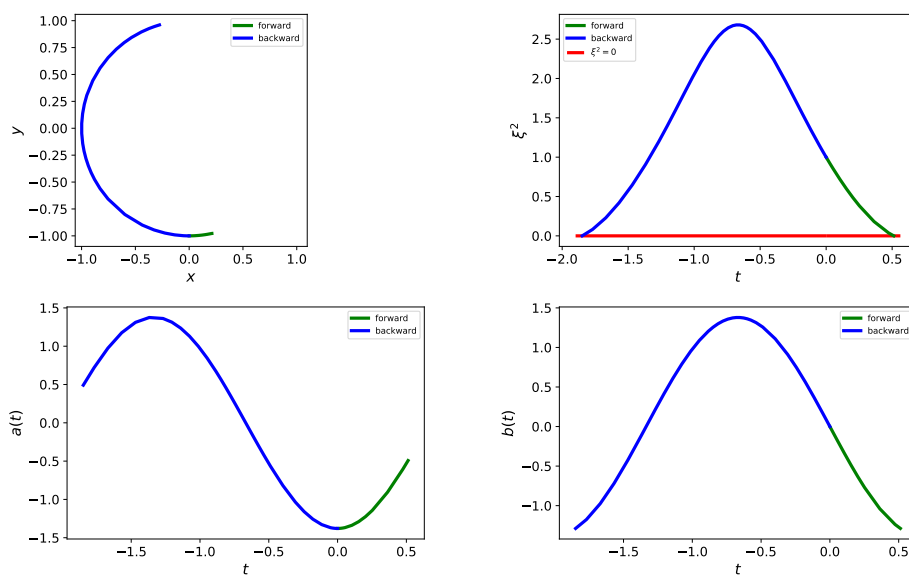 1.00
0.75
0.50
0.25
0.00
−0.25
−0.50
−0.75
−1.00
y
−1.0 −0.5 0.0 0.5 1.0
x
forward
backward
2.5
2.0
1.5
1.0
0.5
0.0
ξ²
−2.0 −1.5 −1.0 −0.5 0.0 0.5
t
forward
backward
ξ² = 0
1.5
1.0
0.5
0.0
−0.5
−1.0
−1.5
a(t)
−1.5 −1.0 −0.5 0.0 0.5
t
forward
backward
1.5
1.0
0.5
0.0
−0.5
−1.0
b(t)
−1.5 −1.0 −0.5 0.0 0.5
t
forward
backward